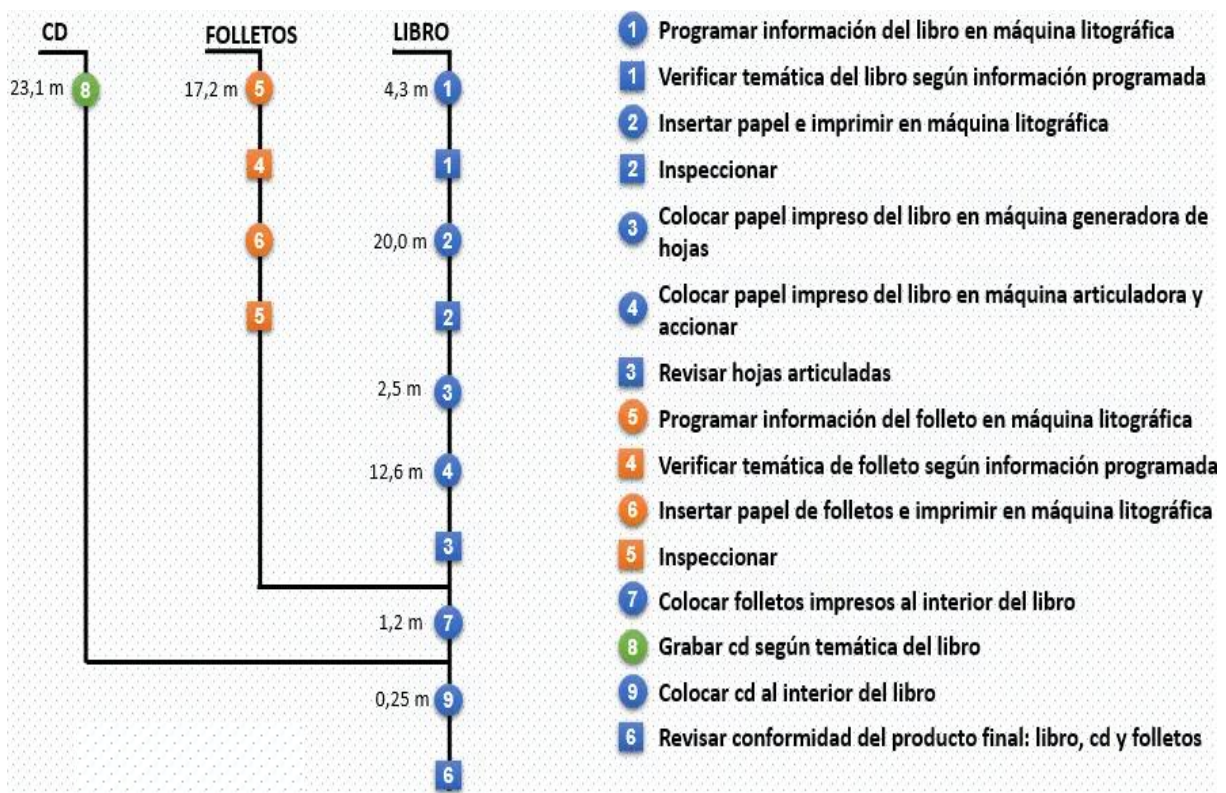 CD
FOLLETOS
LIBRO
23,1 m
8
17,2 m
5
4,3 m
1
4
1
6
20,0 m
2
5
2
2,5 m
3
12,6 m
4
3
1,2 m
7
0,25 m
9
6
1 Programar información del libro en máquina litográfica
1 Verificar temática del libro según información programada
2 Insertar papel e imprimir en máquina litográfica
2 Inspeccionar
3 Colocar papel impreso del libro en máquina generadora de
hojas
4 Colocar papel impreso del libro en máquina articuladora y
accionar
3 Revisar hojas articuladas
5 Programar información del folleto en máquina litográfica
4 Verificar temática de folleto según información programada
6 Insertar papel de folletos e imprimir en máquina litográfica
5 Inspeccionar
7 Colocar folletos impresos al interior del libro
8 Grabar cd según temática del libro
9 Colocar cd al interior del libro
6 Revisar conformidad del producto final: libro, cd y folletos